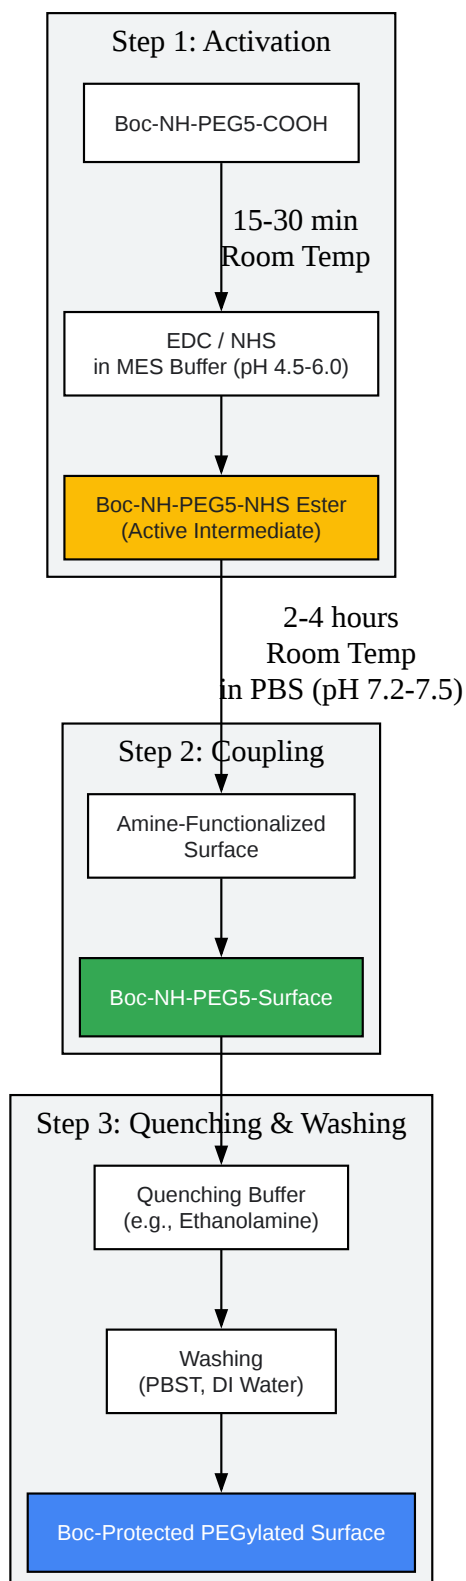 Step 1: Activation
Boc-NH-PEG5-COOH
15-30 min
Room Temp
EDC / NHS
in MES Buffer (pH 4.5-6.0)
Boc-NH-PEG5-NHS Ester
(Active Intermediate)
2-4 hours
Room Temp
in PBS (pH 7.2-7.5)
Step 2: Coupling
Amine-Functionalized
Surface
Boc-NH-PEG5-Surface
Step 3: Quenching & Washing
Quenching Buffer
(e.g., Ethanolamine)
Washing
(PBST, DI Water)
Boc-Protected PEGylated Surface